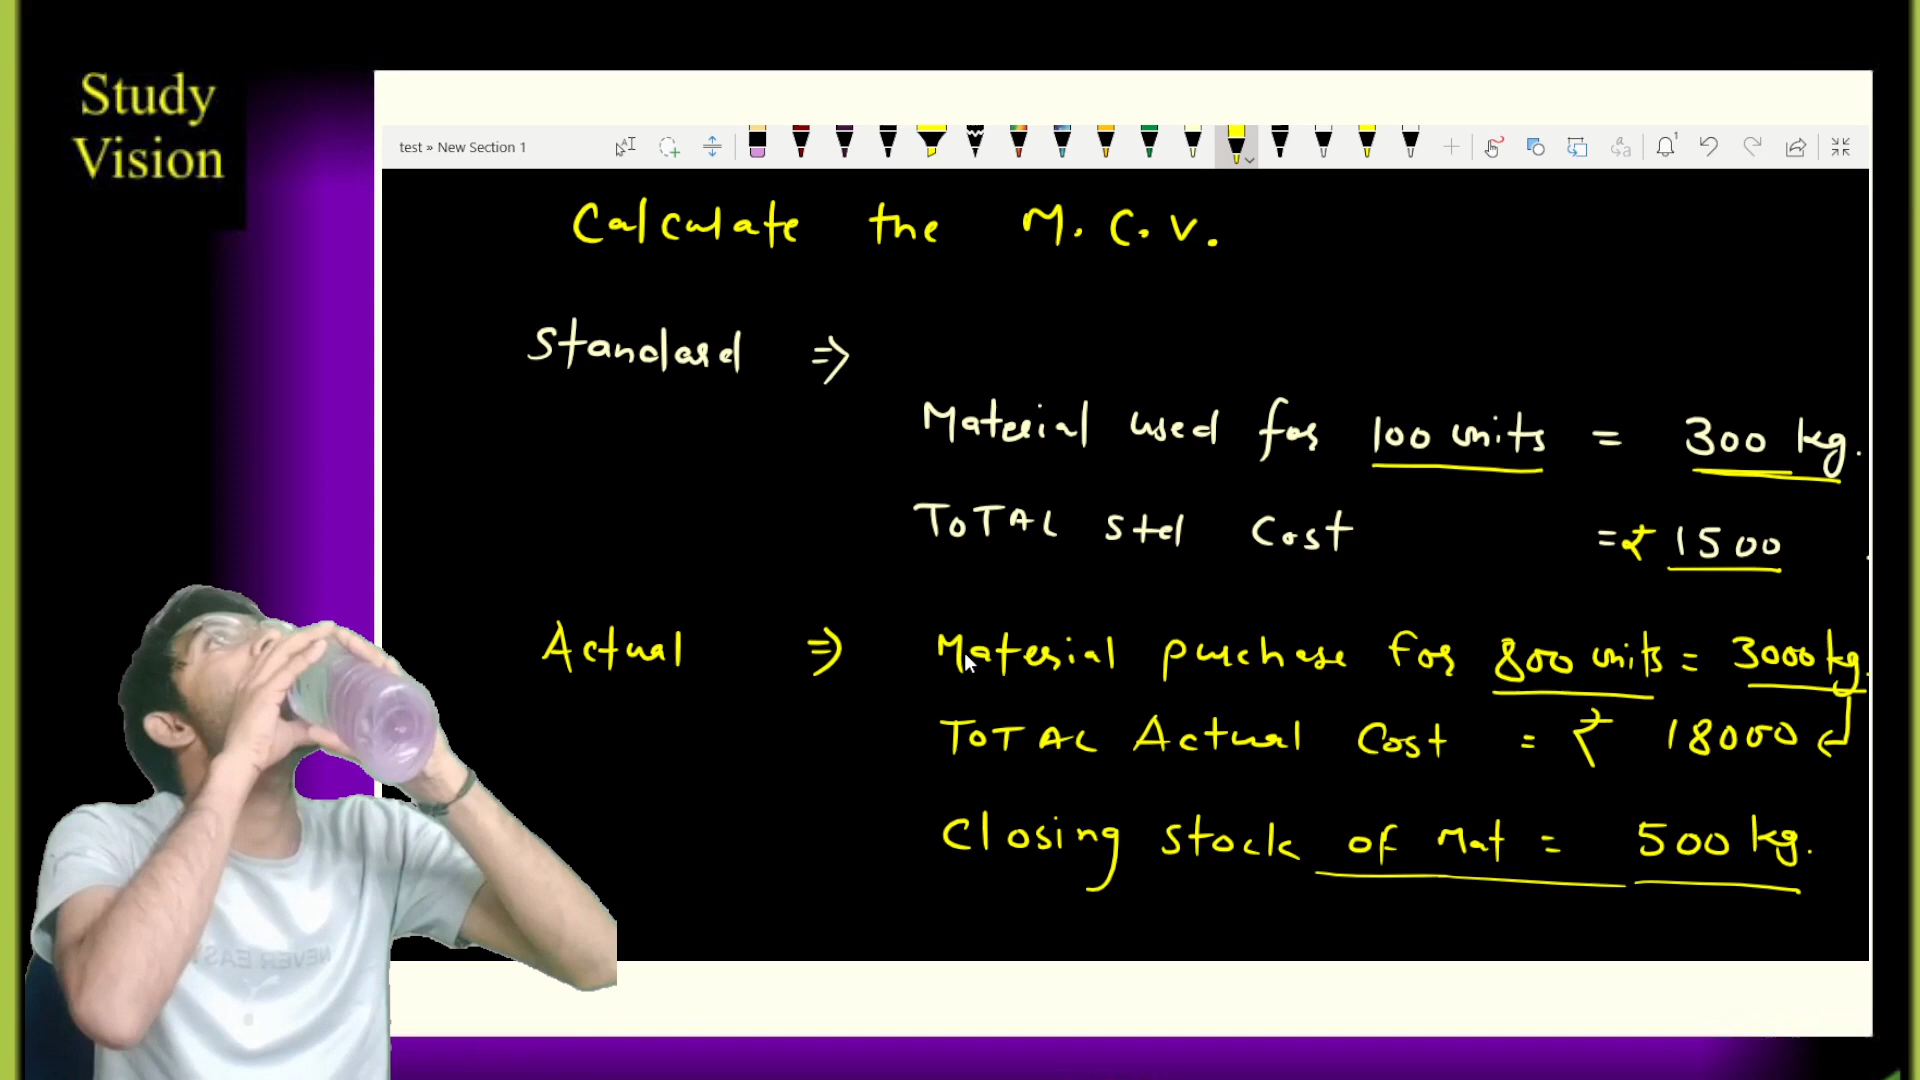 Study
Vision
test » New Section 1
Calculate the M.C.V.
Standard ⇒
Material used for 100 units = 300 kg.
TOTAL Std Cost = ₹ 1500
Actual ⇒ Material purchase for 800 units = 3000 kg.
TOTAL Actual Cost = ₹ 18000
Closing stock of Mat = 500 kg.
NEVER EAS